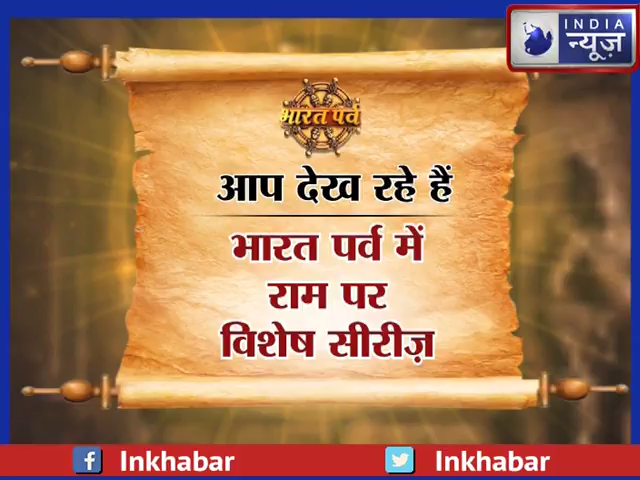 INDIA
न्यूज़
भारत पर्व
आप देख रहे हैं
भारत पर्व में
राम पर
विशेष सीरीज़
Inkhabar Inkhabar